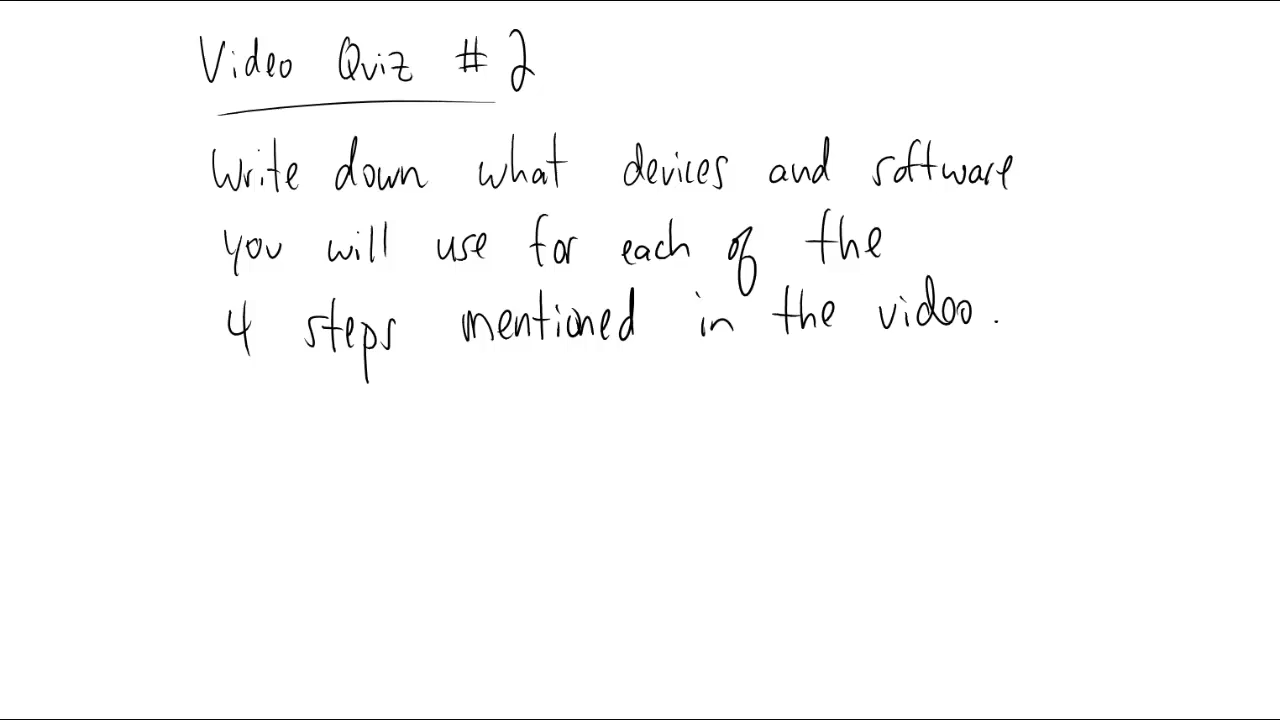 Video Quiz # 2
Write down what devices and software
you will use for each of the
4 steps mentioned in the video.